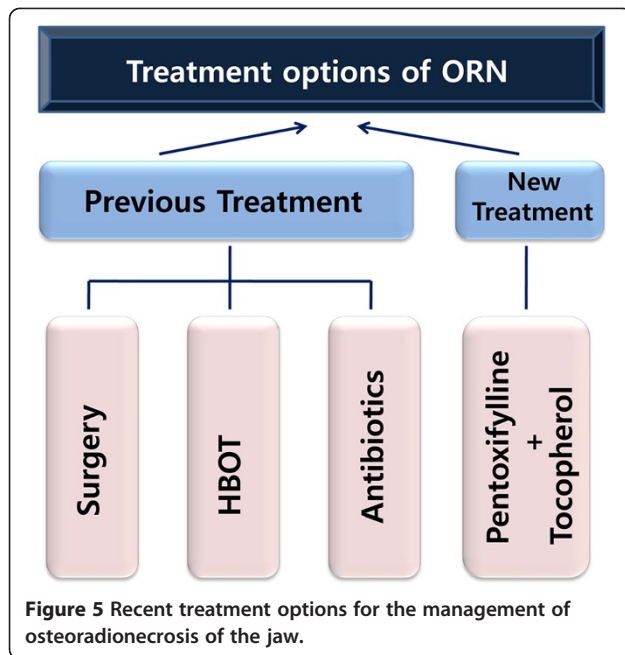 Treatment options of ORN
Previous Treatment
New
Treatment
Surgery
HBOT
Antibiotics
Pentoxifylline
+
Tocopherol
Figure 5 Recent treatment options for the management of
osteoradionecrosis of the jaw.